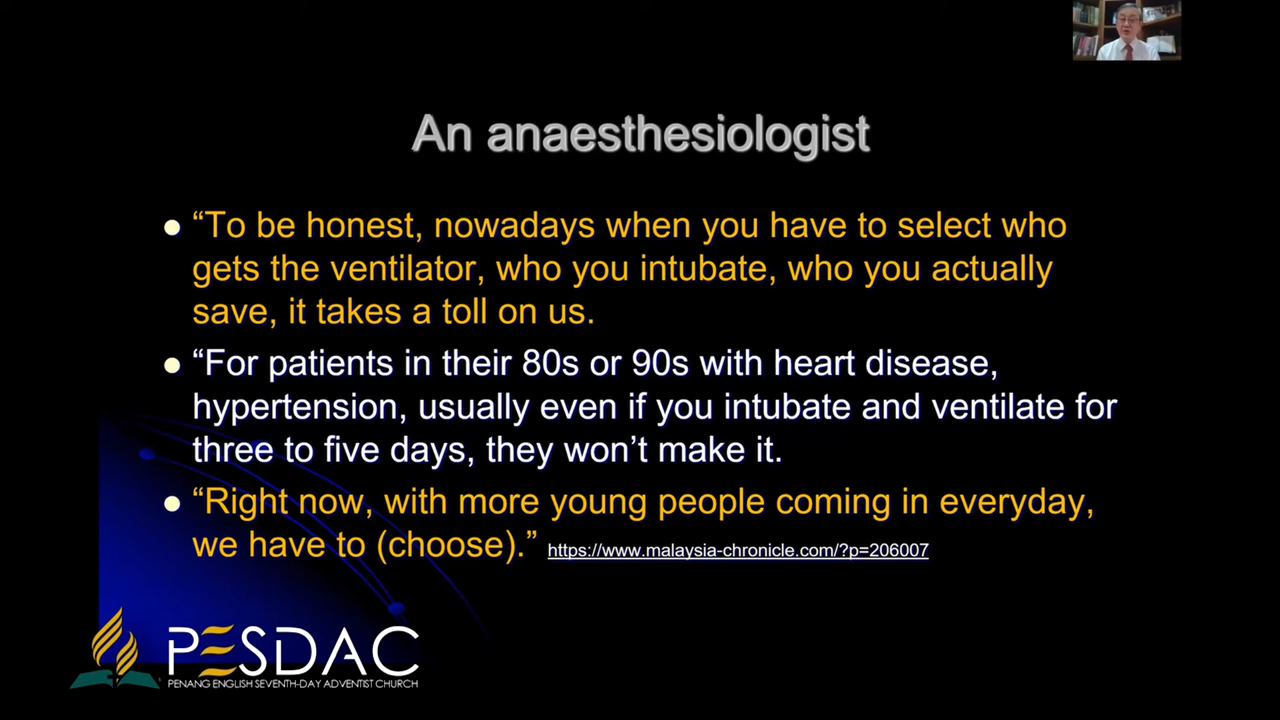 An anaesthesiologist
“To be honest, nowadays when you have to select who
gets the ventilator, who you intubate, who you actually
save, it takes a toll on us.
“For patients in their 80s or 90s with heart disease,
hypertension, usually even if you intubate and ventilate for
three to five days, they won’t make it.
“Right now, with more young people coming in everyday,
we have to (choose).” https://www.malaysia-chronicle.com/?p=206007
PESDAC
PENANG ENGLISH SEVENTH-DAY ADVENTIST CHURCH